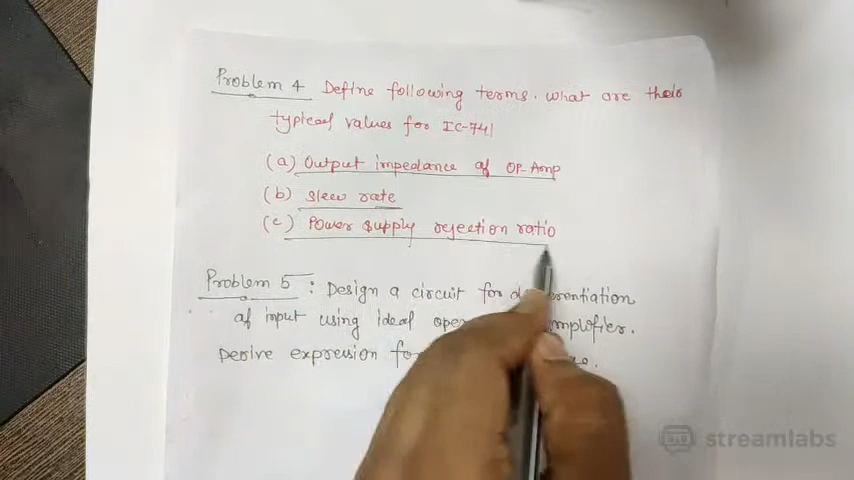 Problem 4 Define following terms. what are their
typical values for IC-741
(a) Output impedance of OP-Amp
(b) Slew rate
(c) Power supply rejection ratio
Problem 5 : Design a circuit for
of input using ideal
Derive expression
streamlabs